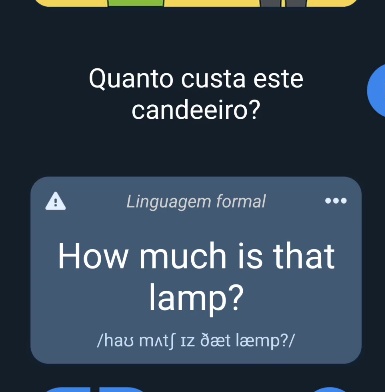 Quanto custa este
candeeiro?
Linguagem formal
How much is that
lamp?
/haʊ mʌtʃ ɪz ðæt læmp?/